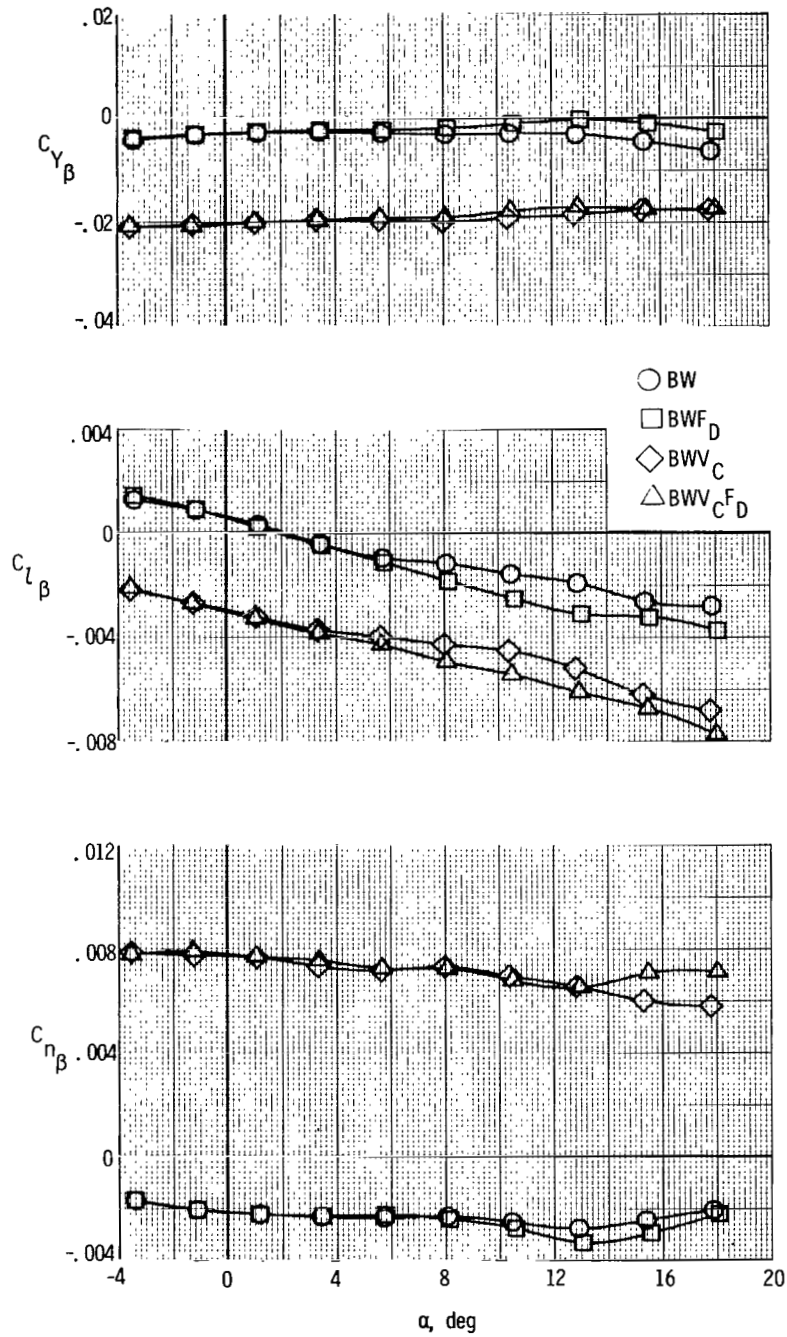 .02
0
-.02
-.04
C_Yβ
BW
BWF_D
BWV_C
BWV_CF_D
.004
0
-.004
-.008
C_lβ
.012
.008
.004
0
-.004
C_nβ
-4 0 4 8 12 16 20
α, deg